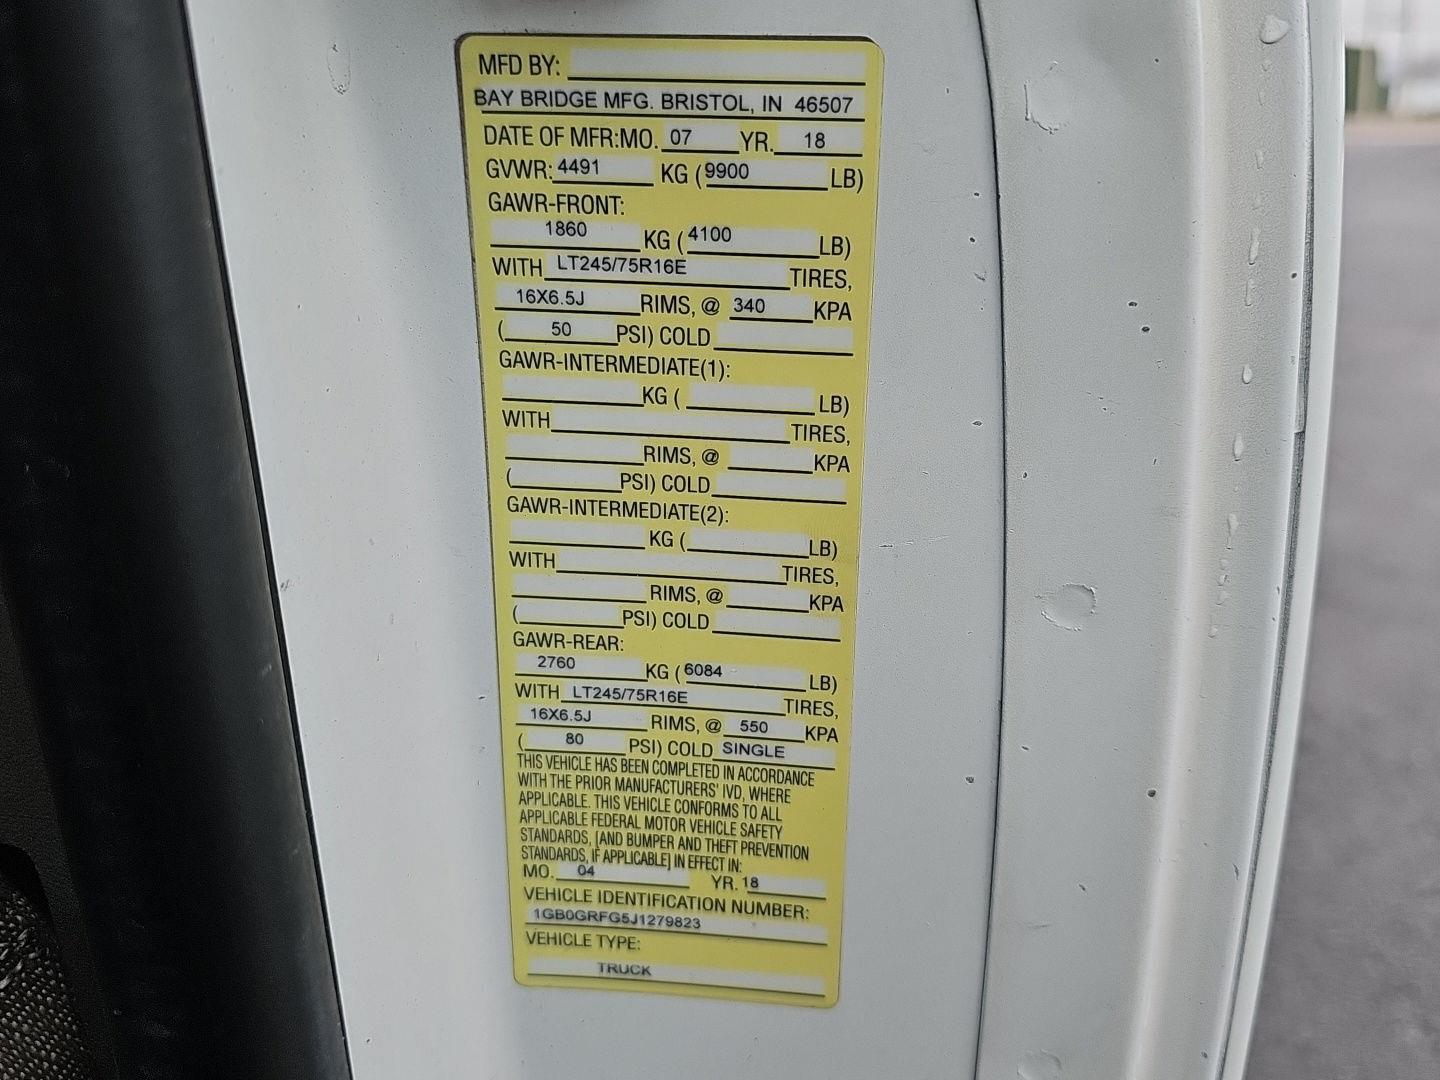 MFD BY:
BAY BRIDGE MFG. BRISTOL, IN 46507
DATE OF MFR:MO. 07 YR. 18
GVWR: 4491 KG (9900 LB)
GAWR-FRONT:
1860 KG (4100 LB)
WITH LT245/75R16E TIRES,
16X6.5J RIMS, @ 340 KPA
( 50 PSI) COLD
GAWR-INTERMEDIATE(1):
KG ( LB)
WITH TIRES,
RIMS, @ KPA
( PSI) COLD
GAWR-INTERMEDIATE(2):
KG ( LB)
WITH TIRES,
RIMS, @ KPA
( PSI) COLD
GAWR-REAR:
2760 KG (6084 LB)
WITH LT245/75R16E TIRES,
16X6.5J RIMS, @ 550 KPA
( 80 PSI) COLD SINGLE
THIS VEHICLE HAS BEEN COMPLETED IN ACCORDANCE
WITH THE PRIOR MANUFACTURERS' IVD, WHERE
APPLICABLE. THIS VEHICLE CONFORMS TO ALL
APPLICABLE FEDERAL MOTOR VEHICLE SAFETY
STANDARDS, [AND BUMPER AND THEFT PREVENTION
STANDARDS, IF APPLICABLE] IN EFFECT IN:
MO. 04 YR. 18
VEHICLE IDENTIFICATION NUMBER:
1GB0GRFG5J1279823
VEHICLE TYPE:
TRUCK